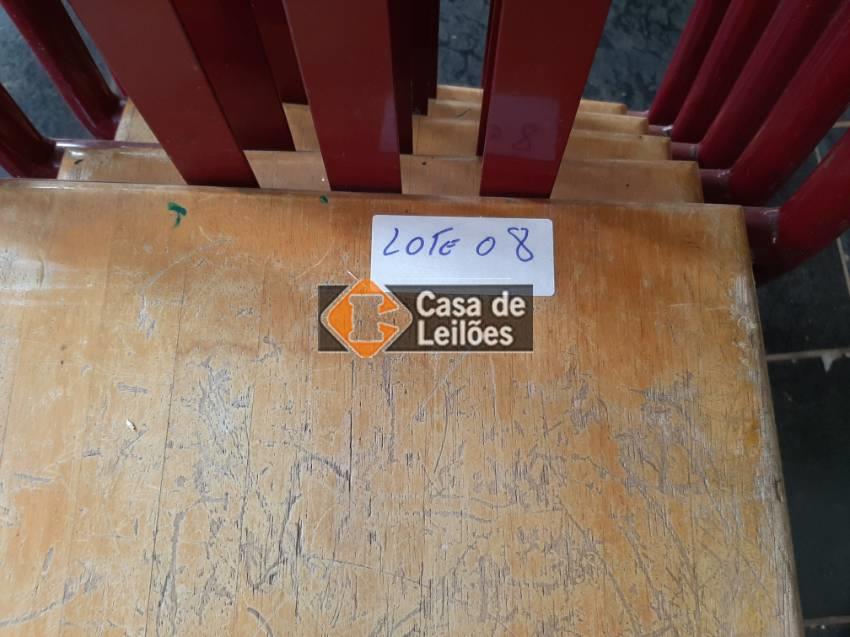 LOTE 08
Casa de
Leilões